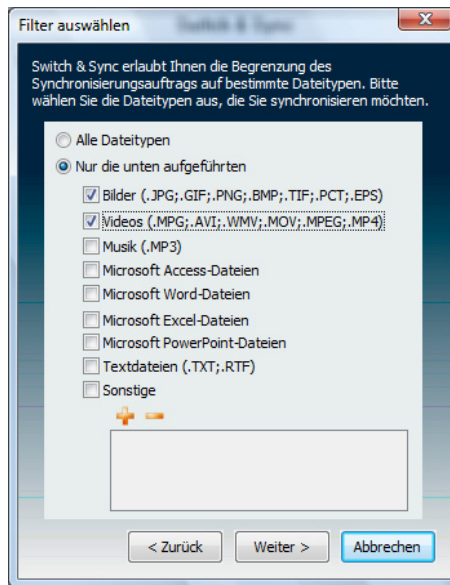 Filter auswählen
Switch & Sync
Switch & Sync erlaubt Ihnen die Begrenzung des
Synchronisierungsauftrags auf bestimmte Dateitypen. Bitte
wählen Sie die Dateitypen aus, die Sie synchronisieren möchten.
Alle Dateitypen
Nur die unten aufgeführten
Bilder (.JPG;.GIF;.PNG;.BMP;.TIF;.PCT;.EPS)
Videos (.MPG;.AVI;.WMV;.MOV;.MPEG;.MP4)
Musik (.MP3)
Microsoft Access-Dateien
Microsoft Word-Dateien
Microsoft Excel-Dateien
Microsoft PowerPoint-Dateien
Textdateien (.TXT;.RTF)
Sonstige
< Zurück
Weiter >
Abbrechen